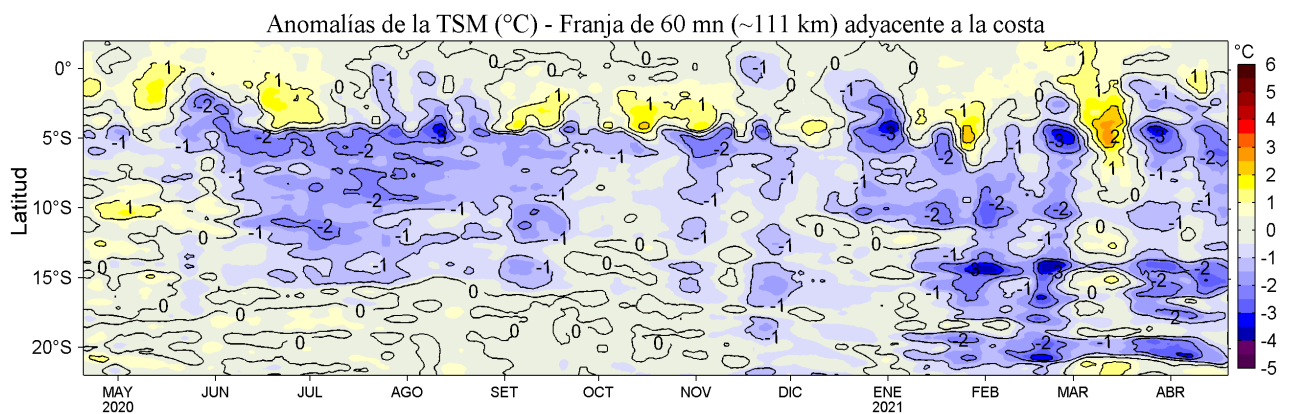 Anomalías de la TSM (°C) - Franja de 60 mn (~111 km) adyacente a la costa
°C
6
5
4
3
2
1
0
-1
-2
-3
-4
-5
Latitud
0°
5°S
10°S
15°S
20°S
MAY JUN JUL AGO SET OCT NOV DIC ENE FEB MAR ABR
2020 2021